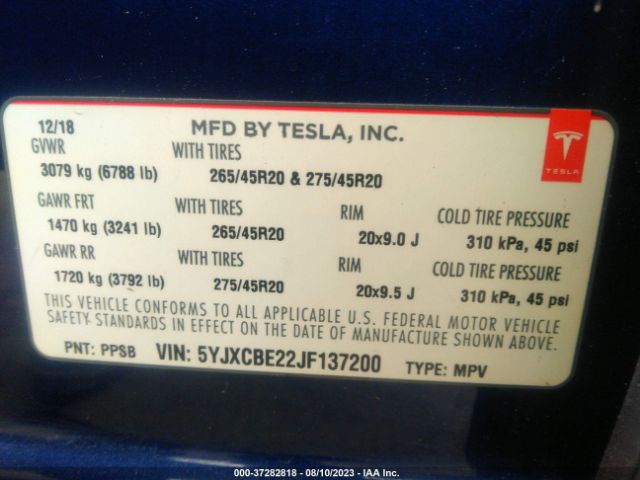 12/18 MFD BY TESLA, INC.
GVWR WITH TIRES
3079 kg (6788 lb) 265/45R20 & 275/45R20
TESLA
GAWR FRT WITH TIRES RIM COLD TIRE PRESSURE
1470 kg (3241 lb) 265/45R20 20x9.0 J 310 kPa, 45 psi
GAWR RR WITH TIRES RIM COLD TIRE PRESSURE
1720 kg (3792 lb) 275/45R20 20x9.5 J 310 kPa, 45 psi
THIS VEHICLE CONFORMS TO ALL APPLICABLE U.S. FEDERAL MOTOR VEHICLE
SAFETY STANDARDS IN EFFECT ON THE DATE OF MANUFACTURE SHOWN ABOVE.
PNT: PPSB VIN: 5YJXCBE22JF137200 TYPE: MPV
000-37282818 - 08/10/2023 - IAA Inc.